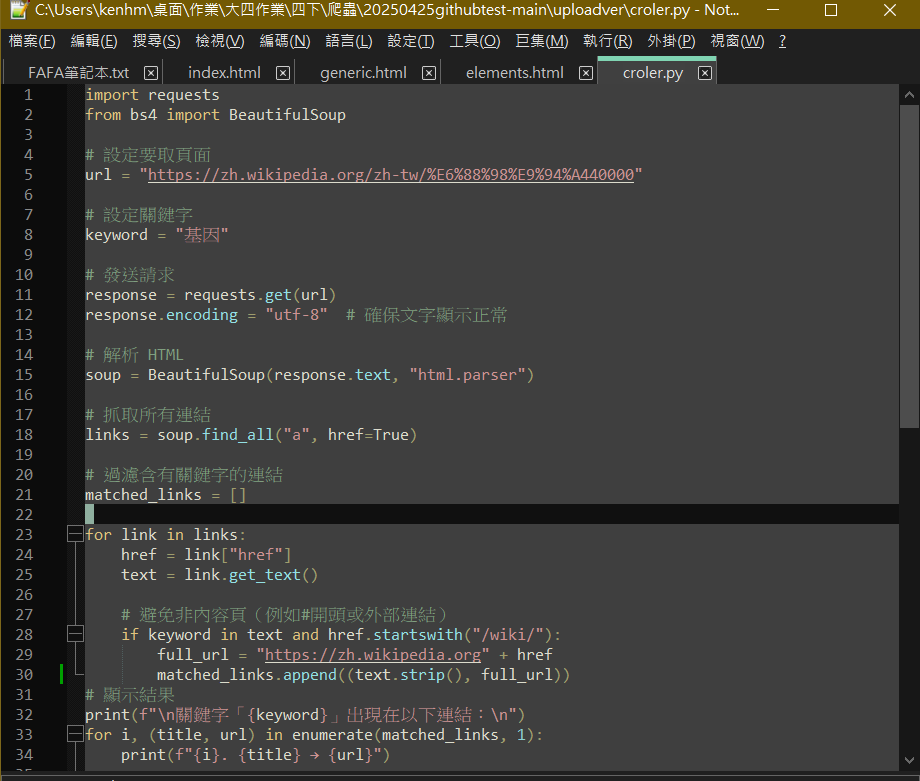 C:\Users\kenhm\桌面\作業\大四作業\四下\爬蟲\20250425githubtest-main\uploadver\croler.py - Not...
檔案(F) 編輯(E) 搜尋(S) 檢視(V) 編碼(N) 語言(L) 設定(T) 工具(O) 巨集(M) 執行(R) 外掛(P) 視窗(W) ?
FAFA筆記本.txt index.html generic.html elements.html croler.py
1 import requests
2 from bs4 import BeautifulSoup
3
4 # 設定要取頁面
5 url = "https://zh.wikipedia.org/zh-tw/%E6%88%98%E9%94%A440000"
6
7 # 設定關鍵字
8 keyword = "基因"
9
10 # 發送請求
11 response = requests.get(url)
12 response.encoding = "utf-8"  # 確保文字顯示正常
13
14 # 解析 HTML
15 soup = BeautifulSoup(response.text, "html.parser")
16
17 # 抓取所有連結
18 links = soup.find_all("a", href=True)
19
20 # 過濾含有關鍵字的連結
21 matched_links = []
22
23 for link in links:
24     href = link["href"]
25     text = link.get_text()
26
27     # 避免非內容頁（例如#開頭或外部連結）
28     if keyword in text and href.startswith("/wiki/"):
29         full_url = "https://zh.wikipedia.org" + href
30         matched_links.append((text.strip(), full_url))
31 # 顯示結果
32 print(f"\n關鍵字「{keyword}」出現在以下連結：\n")
33 for i, (title, url) in enumerate(matched_links, 1):
34     print(f"{i}. {title} → {url}")